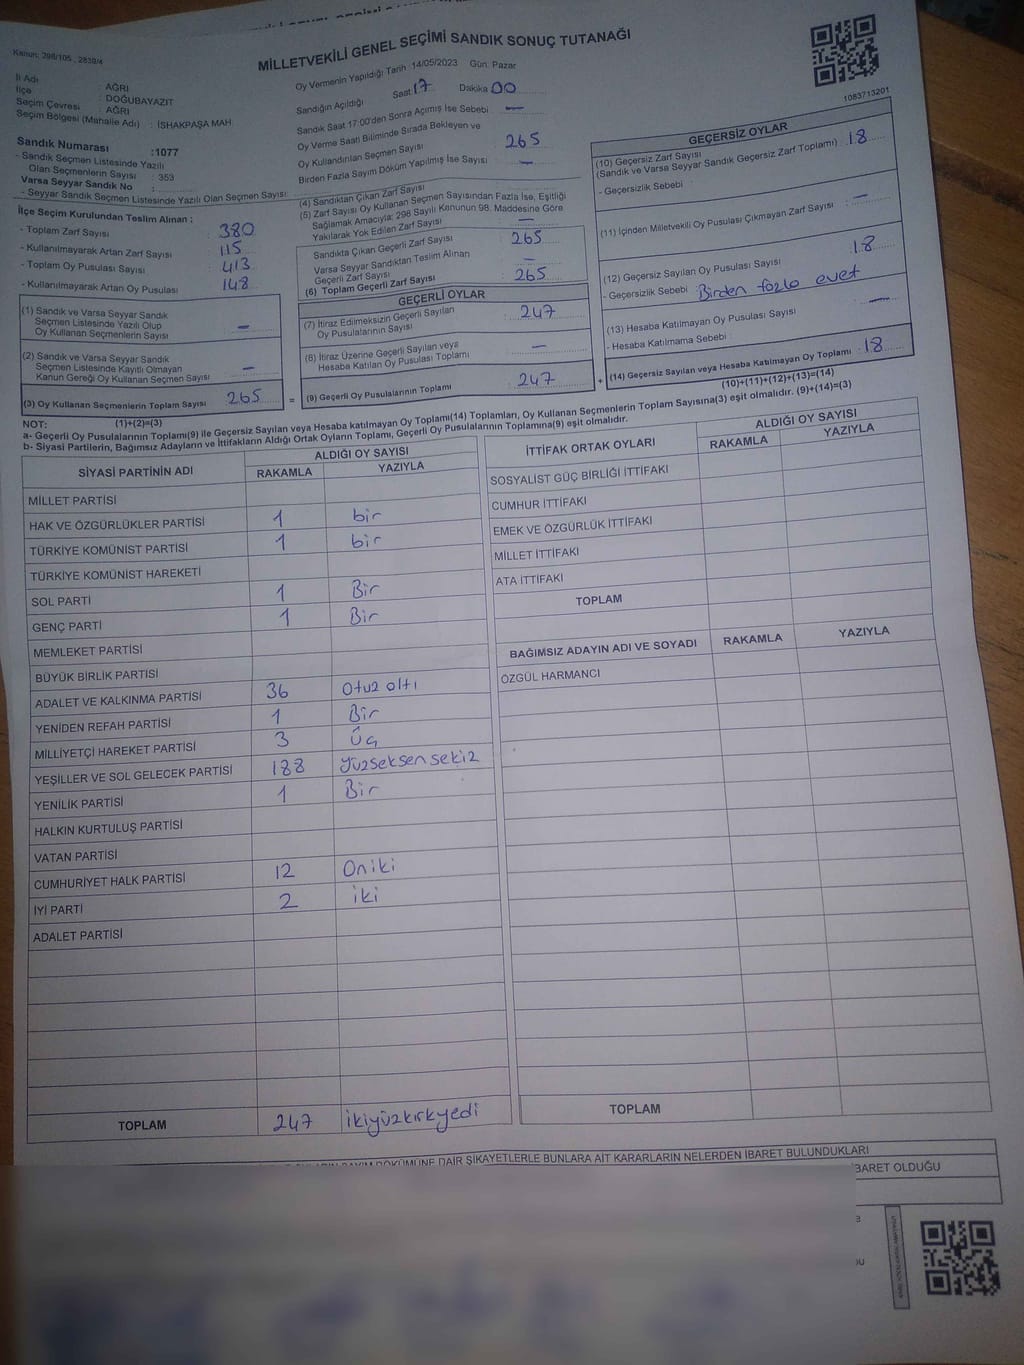 MİLLETVEKİLİ GENEL SEÇİMİ SANDIK SONUÇ TUTANAĞI
Kanun: 298/105 , 2839/4
İl Adı : AĞRI
İlçe : DOĞUBAYAZIT
Seçim Çevresi : AĞRI
Seçim Bölgesi (Mahalle Adı) : İSHAKPAŞA MAH.
Sandık Numarası :1077
- Sandık Seçmen Listesinde Yazılı
Olan Seçmenlerin Sayısı : 353
Varsa Seyyar Sandık No :
- Seyyar Sandık Seçmen Listesinde Yazılı Olan Seçmen Sayısı:
Oy Vermenin Yapıldığı Tarih :14/05/2023 Gün: Pazar
Sandığın Açıldığı Saat 17 Dakika 00
Sandık Saat 17:00'den Sonra Açımış İse Sebebi —
Oy Verme Saati Bitiminde Sırada Bekleyen ve
Oy Kullandırılan Seçmen Sayısı 265
Birden Fazla Sayım Döküm Yapılmış İse Sayısı —
1083713201
İlçe Seçim Kurulundan Teslim Alınan :
- Toplam Zarf Sayısı : 380
- Kullanılmayarak Artan Zarf Sayısı : 115
- Toplam Oy Pusulası Sayısı : 413
- Kullanılmayarak Artan Oy Pusulası : 148
(1) Sandık ve Varsa Seyyar Sandık
Seçmen Listesinde Yazılı Olup
Oy Kullanan Seçmenlerin Sayısı —
(2) Sandık ve Varsa Seyyar Sandık
Seçmen Listesinde Kayıtlı Olmayan
Kanun Gereği Oy Kullanan Seçmen Sayısı —
(3) Oy Kullanan Seçmenlerin Toplam Sayısı 265
(4) Sandıktan Çıkan Zarf Sayısı
(5) Zarf Sayısı Oy Kullanan Seçmen Sayısından Fazla İse, Eşitliği
Sağlamak Amacıyla; 298 Sayılı Kanunun 98. Maddesine Göre
Yakılarak Yok Edilen Zarf Sayısı —
Sandıkta Çıkan Geçerli Zarf Sayısı 265
Varsa Seyyar Sandıktan Teslim Alınan
Geçerli Zarf Sayısı —
(6) Toplam Geçerli Zarf Sayısı 265
GEÇERLİ OYLAR
(7) İtiraz Edilmeksizin Geçerli Sayılan
Oy Pusulalarının Sayısı : 247
(8) İtiraz Üzerine Geçerli Sayılan veya
Hesaba Katılan Oy Pusulası Toplamı : —
= (9) Geçerli Oy Pusulalarının Toplamı : 247 +
GEÇERSİZ OYLAR
(10) Geçersiz Zarf Sayısı
(Sandık ve Varsa Seyyar Sandık Geçersiz Zarf Toplamı) : 18
- Geçersizlik Sebebi :
(11) İçinden Milletvekili Oy Pusulası Çıkmayan Zarf Sayısı : —
(12) Geçersiz Sayılan Oy Pusulası Sayısı : 18
- Geçersizlik Sebebi : Birden fazla evet
(13) Hesaba Katılmayan Oy Pusulası Sayısı : —
- Hesaba Katılmama Sebebi :
(14) Geçersiz Sayılan veya Hesaba Katılmayan Oy Toplamı : 18
(10)+(11)+(12)+(13)=(14)
NOT: (1)+(2)=(3)
a- Geçerli Oy Pusulalarının Toplamı(9) ile Geçersiz Sayılan veya Hesaba katılmayan Oy Toplamı(14) Toplamları, Oy Kullanan Seçmenlerin Toplam Sayısına(3) eşit olmalıdır. (9)+(14)=(3)
b- Siyasi Partilerin, Bağımsız Adayların ve İttifakların Aldığı Ortak Oyların Toplamı, Geçerli Oy Pusulalarının Toplamına(9) eşit olmalıdır.
SİYASİ PARTİNİN ADI ALDIĞI OY SAYISI
RAKAMLA YAZIYLA
MİLLET PARTİSİ
HAK VE ÖZGÜRLÜKLER PARTİSİ 1 bir
TÜRKİYE KOMÜNİST PARTİSİ 1 bir
TÜRKİYE KOMÜNİST HAREKETİ
SOL PARTİ 1 Bir
GENÇ PARTİ 1 Bir
MEMLEKET PARTİSİ
BÜYÜK BİRLİK PARTİSİ
ADALET VE KALKINMA PARTİSİ 36 Otuz altı
YENİDEN REFAH PARTİSİ 1 Bir
MİLLİYETÇİ HAREKET PARTİSİ 3 Üç
YEŞİLLER VE SOL GELECEK PARTİSİ 188 Yüzseksensekiz
YENİLİK PARTİSİ 1 Bir
HALKIN KURTULUŞ PARTİSİ
VATAN PARTİSİ
CUMHURİYET HALK PARTİSİ 12 Oniki
İYİ PARTİ 2 iki
ADALET PARTİSİ
TOPLAM 247 ikiyüzkırkyedi
İTTİFAK ORTAK OYLARI ALDIĞI OY SAYISI
RAKAMLA YAZIYLA
SOSYALİST GÜÇ BİRLİĞİ İTTİFAKI
CUMHUR İTTİFAKI
EMEK VE ÖZGÜRLÜK İTTİFAKI
MİLLET İTTİFAKI
ATA İTTİFAKI
TOPLAM
BAĞIMSIZ ADAYIN ADI VE SOYADI RAKAMLA YAZIYLA
ÖZGÜL HARMANCI
TOPLAM
DÖKÜMÜNE DAİR ŞİKAYETLERLE BUNLARA AİT KARARLARIN NELERDEN İBARET BULUNDUKLARI
İBARET OLDUĞU